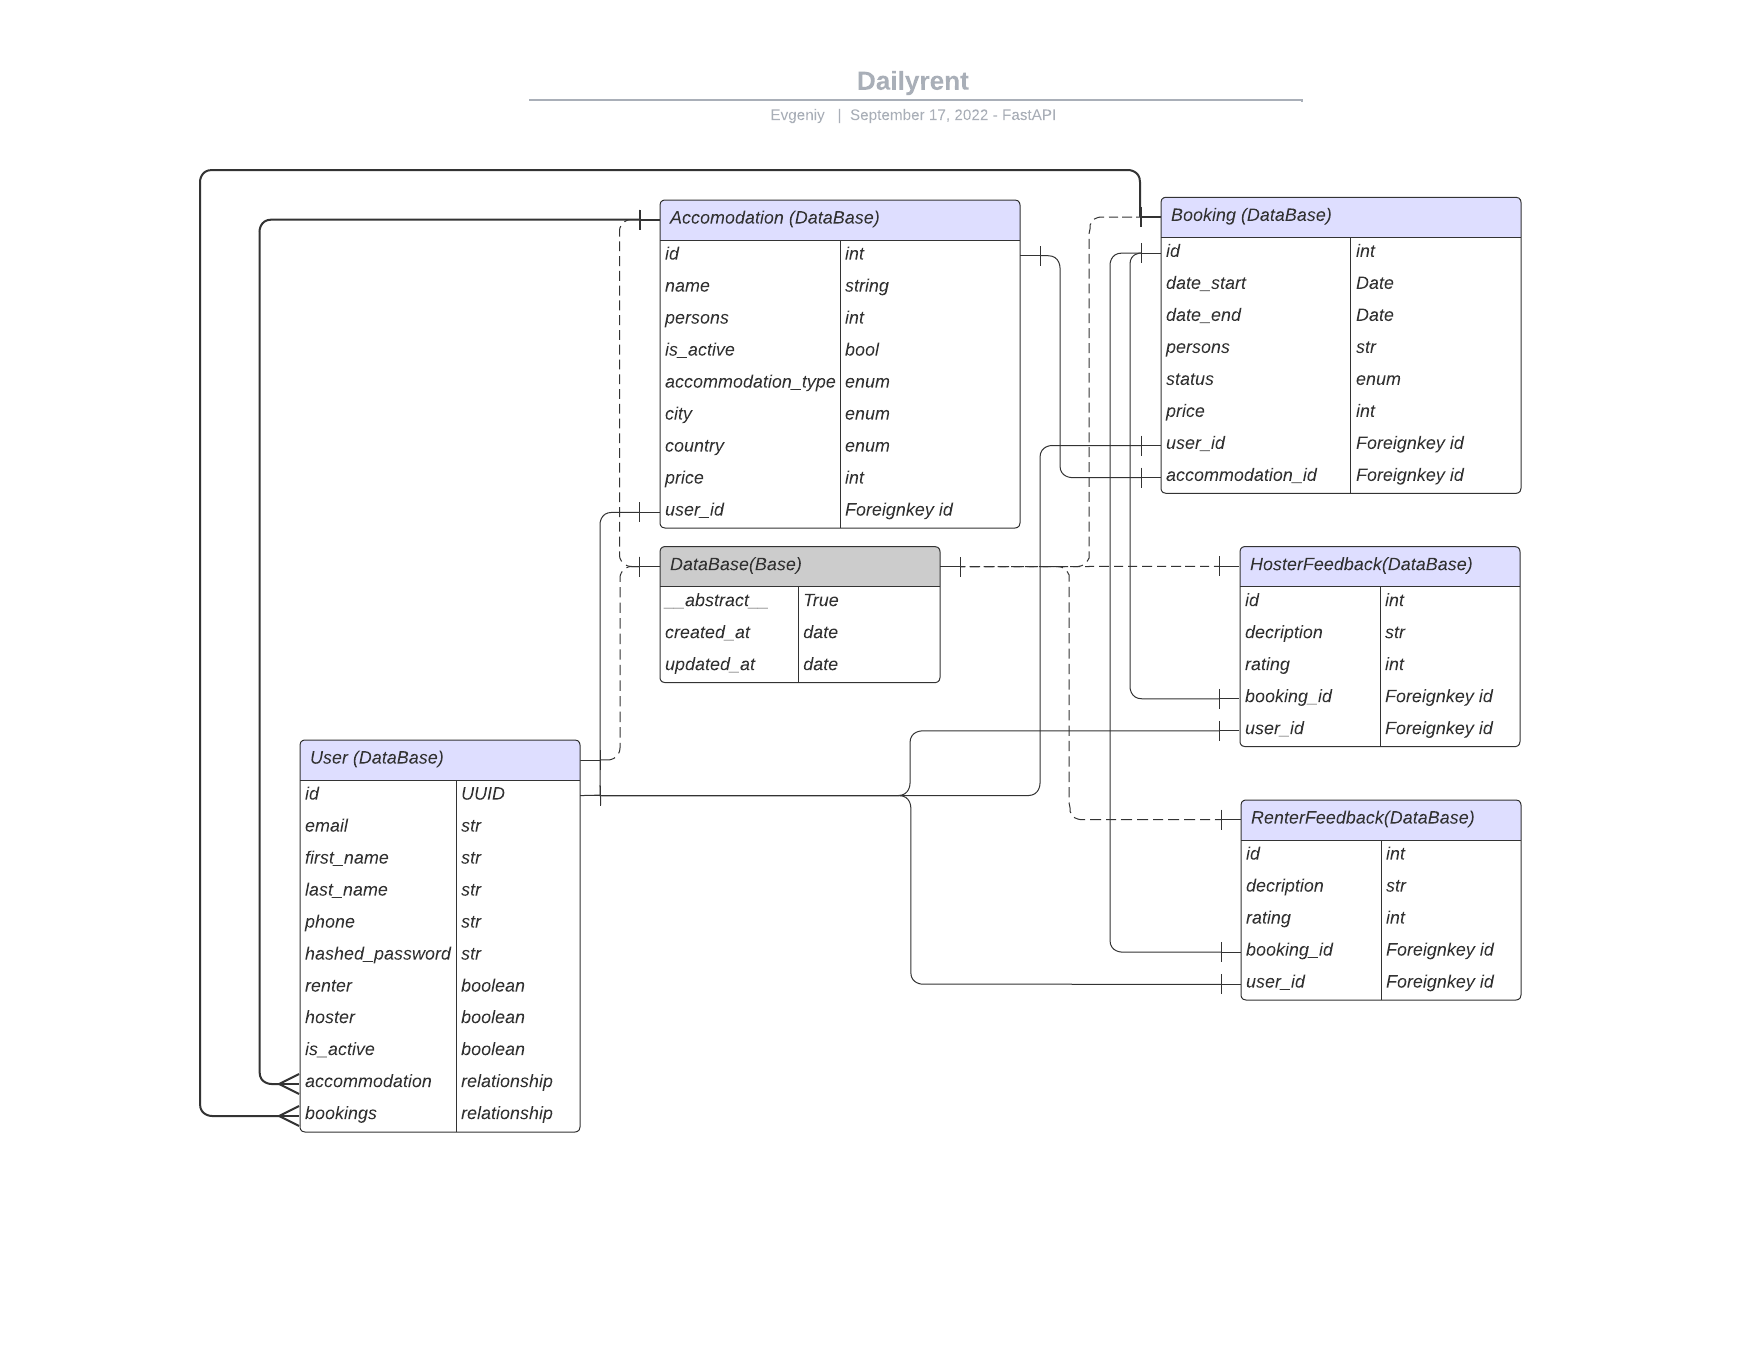 Dailyrent
Evgeniy | September 17, 2022 - FastAPI
Accomodation (DataBase)
id int
name string
persons int
is_active bool
accommodation_type enum
city enum
country enum
price int
user_id Foreignkey id
Booking (DataBase)
id int
date_start Date
date_end Date
persons str
status enum
price int
user_id Foreignkey id
accommodation_id Foreignkey id
DataBase(Base)
__abstract__ True
created_at date
updated_at date
HosterFeedback(DataBase)
id int
decription str
rating int
booking_id Foreignkey id
user_id Foreignkey id
User (DataBase)
id UUID
email str
first_name str
last_name str
phone str
hashed_password str
renter boolean
hoster boolean
is_active boolean
accommodation relationship
bookings relationship
RenterFeedback(DataBase)
id int
decription str
rating int
booking_id Foreignkey id
user_id Foreignkey id